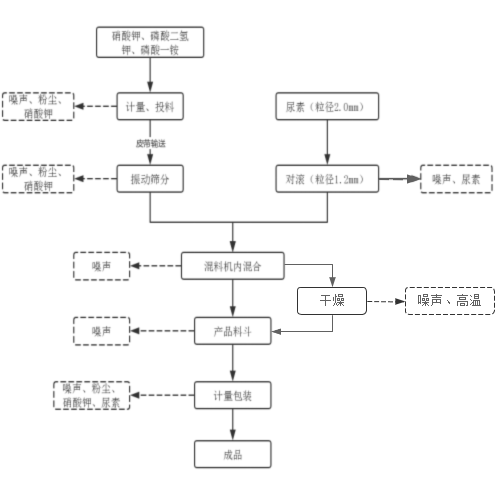 硝酸钾、磷酸二氢
钾、磷酸一铵
噪声、粉尘、
硝酸钾
计量、投料
尿素（粒径2.0mm）
皮带输送
噪声、粉尘、
硝酸钾
振动筛分
对滚（粒径1.2mm）
噪声、尿素
噪声
混料机内混合
干燥
噪声、高温
噪声
产品料斗
噪声、粉尘、
硝酸钾、尿素
计量包装
成品